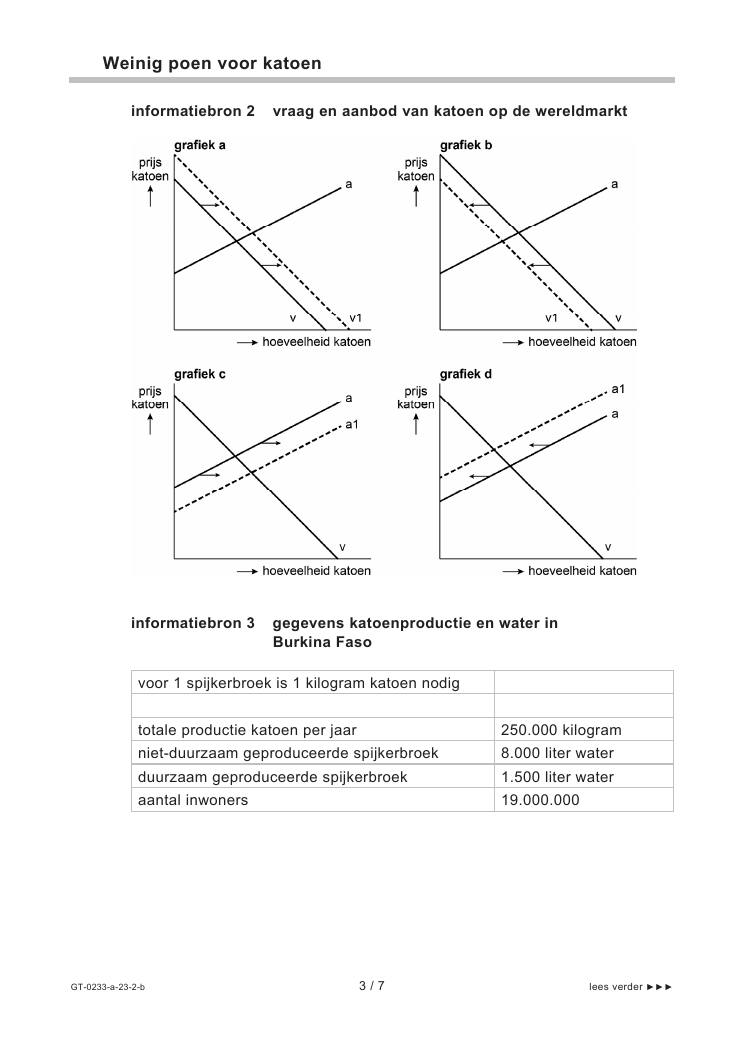 Weinig poen voor katoen
informatiebron 2 vraag en aanbod van katoen op de wereldmarkt
grafiek a
prijs
katoen
a
v
v1
hoeveelheid katoen
grafiek b
prijs
katoen
a
v1
v
hoeveelheid katoen
grafiek c
prijs
katoen
a
a1
v
hoeveelheid katoen
grafiek d
prijs
katoen
a1
a
v
hoeveelheid katoen
informatiebron 3 gegevens katoenproductie en water in
Burkina Faso
voor 1 spijkerbroek is 1 kilogram katoen nodig
totale productie katoen per jaar 250.000 kilogram
niet-duurzaam geproduceerde spijkerbroek 8.000 liter water
duurzaam geproduceerde spijkerbroek 1.500 liter water
aantal inwoners 19.000.000
GT-0233-a-23-2-b 3 / 7 lees verder ►►►